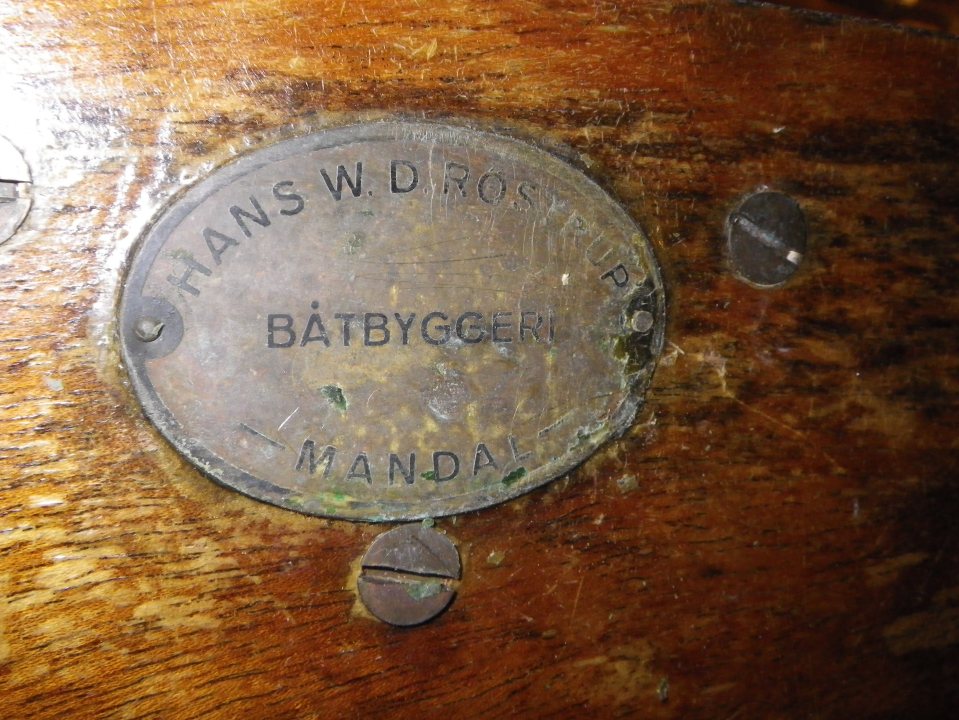 HANS W. D. ROSTRUP
BÅTBYGGERI
— MANDAL —